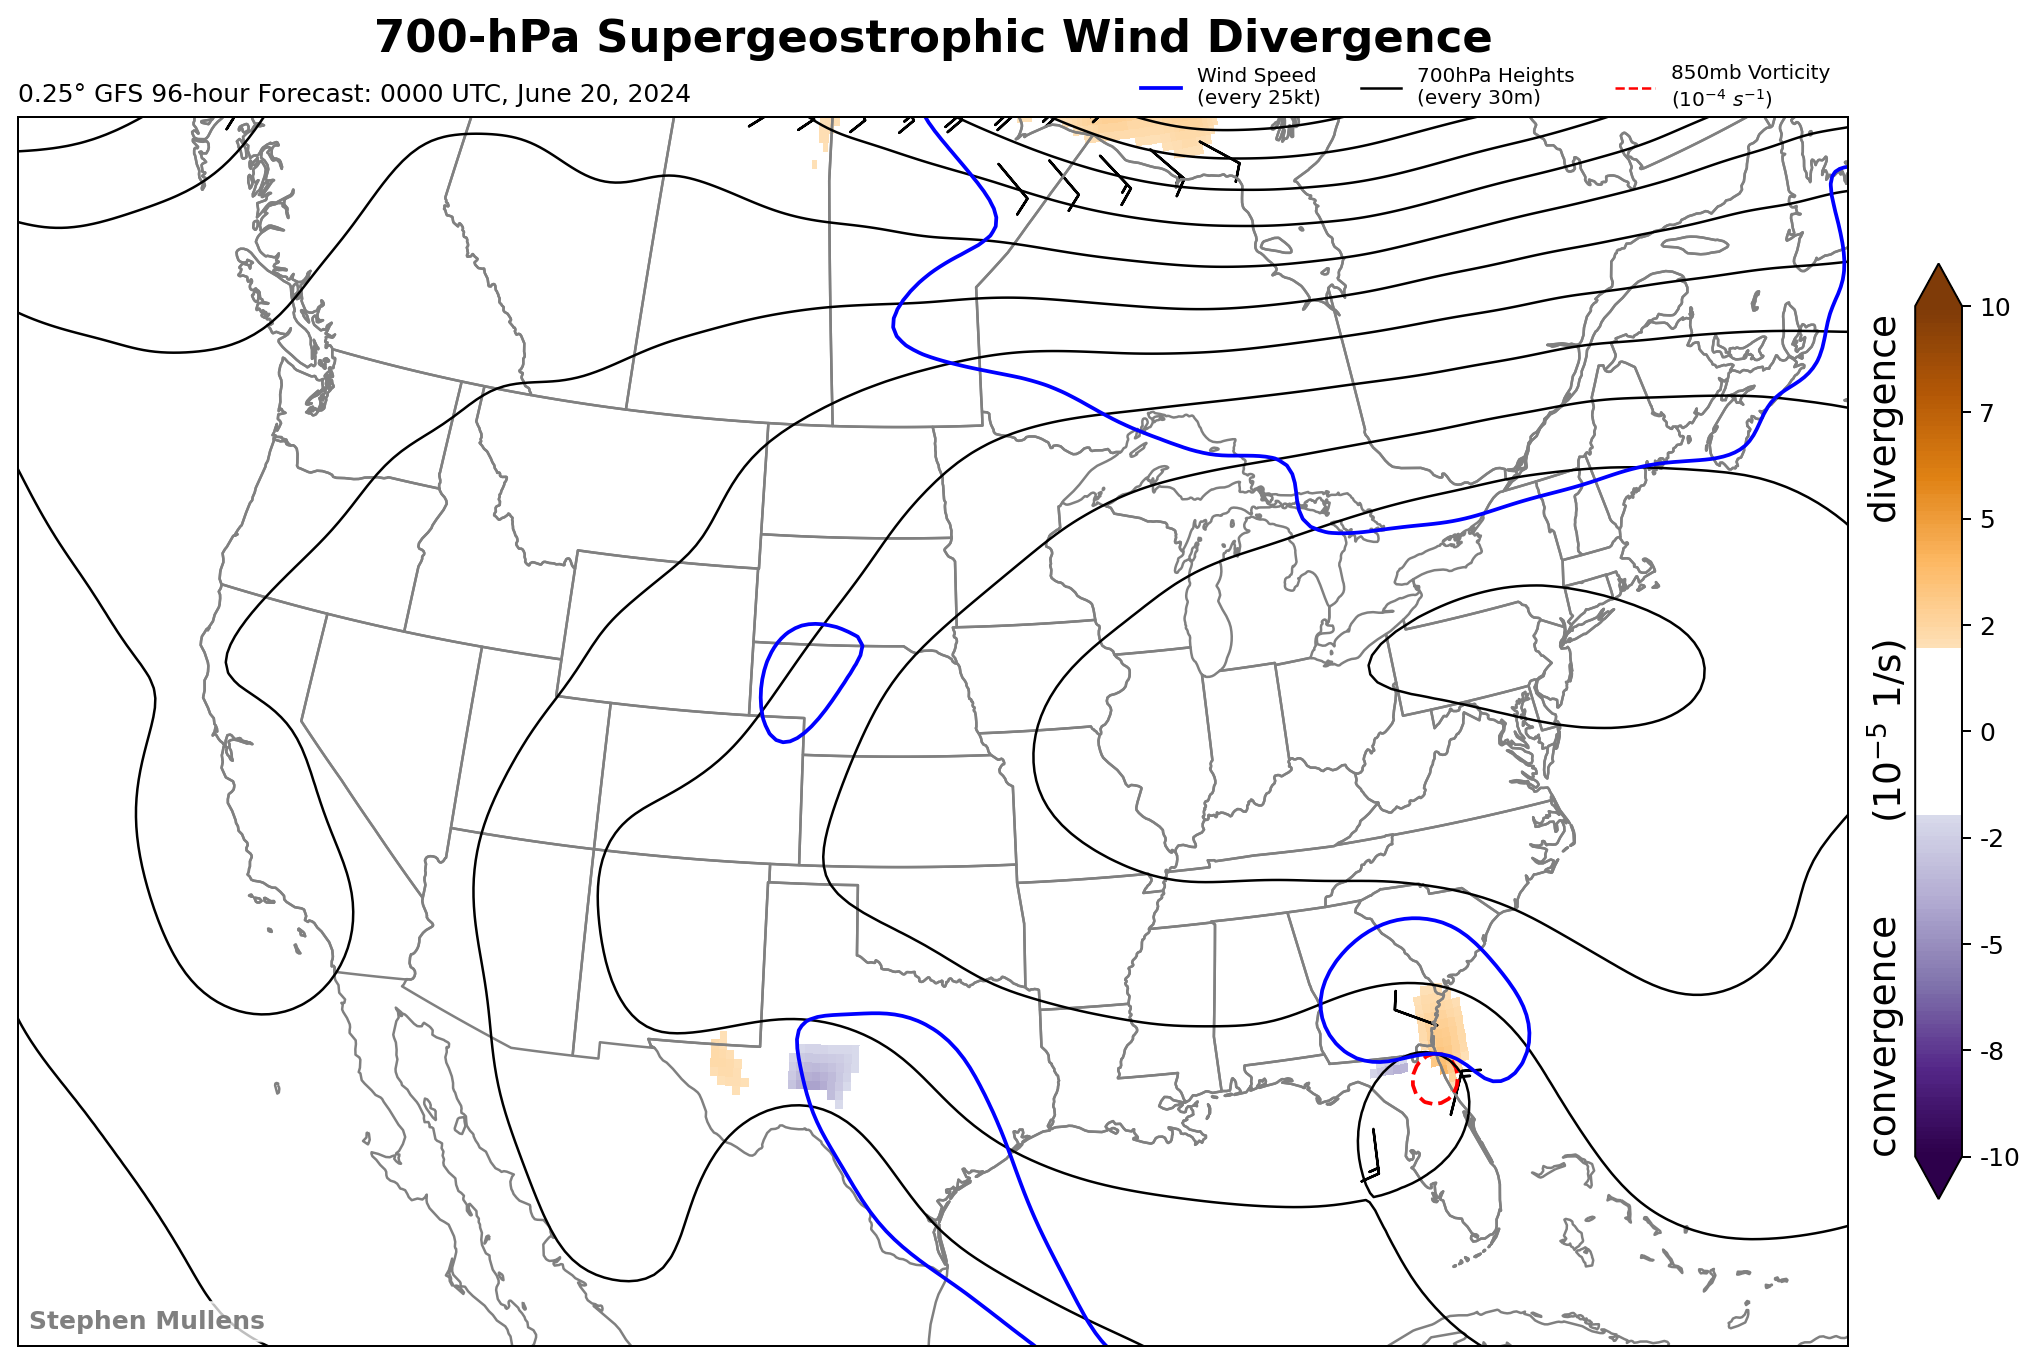 700-hPa Supergeostrophic Wind Divergence
0.25° GFS 96-hour Forecast: 0000 UTC, June 20, 2024
Wind Speed
(every 25kt)
700hPa Heights
(every 30m)
850mb Vorticity
(10⁻⁴ s⁻¹)
10
7
5
2
0
-2
-5
-8
-10
convergence (10⁻⁵ 1/s) divergence
Stephen Mullens